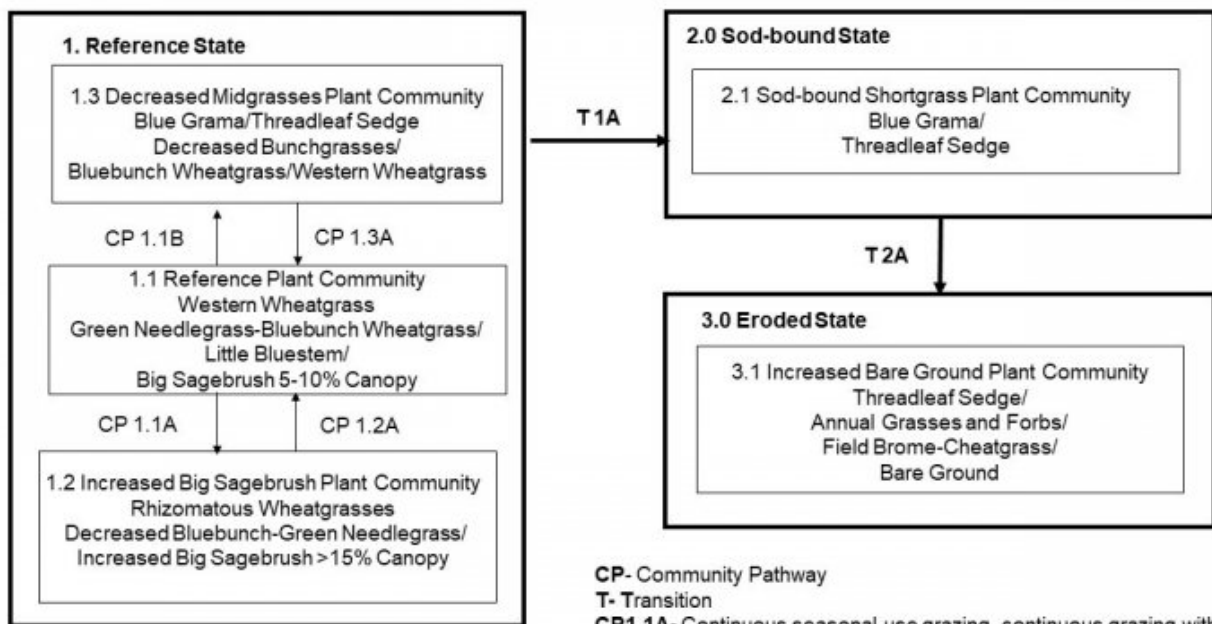 1. Reference State
1.3 Decreased Midgrasses Plant Community
Blue Grama/Threadleaf Sedge
Decreased Bunchgrasses/
Bluebunch Wheatgrass/Western Wheatgrass
CP 1.1B
CP 1.3A
1.1 Reference Plant Community
Western Wheatgrass
Green Needlegrass-Bluebunch Wheatgrass/
Little Bluestem/
Big Sagebrush 5-10% Canopy
CP 1.1A
CP 1.2A
1.2 Increased Big Sagebrush Plant Community
Rhizomatous Wheatgrasses
Decreased Bluebunch-Green Needlegrass/
Increased Big Sagebrush >15% Canopy
T 1A
2.0 Sod-bound State
2.1 Sod-bound Shortgrass Plant Community
Blue Grama/
Threadleaf Sedge
T 2A
3.0 Eroded State
3.1 Increased Bare Ground Plant Community
Threadleaf Sedge/
Annual Grasses and Forbs/
Field Brome-Cheatgrass/
Bare Ground
CP- Community Pathway
T- Transition
CP1.1A- Continuous seasonal use grazing, continuous grazing with